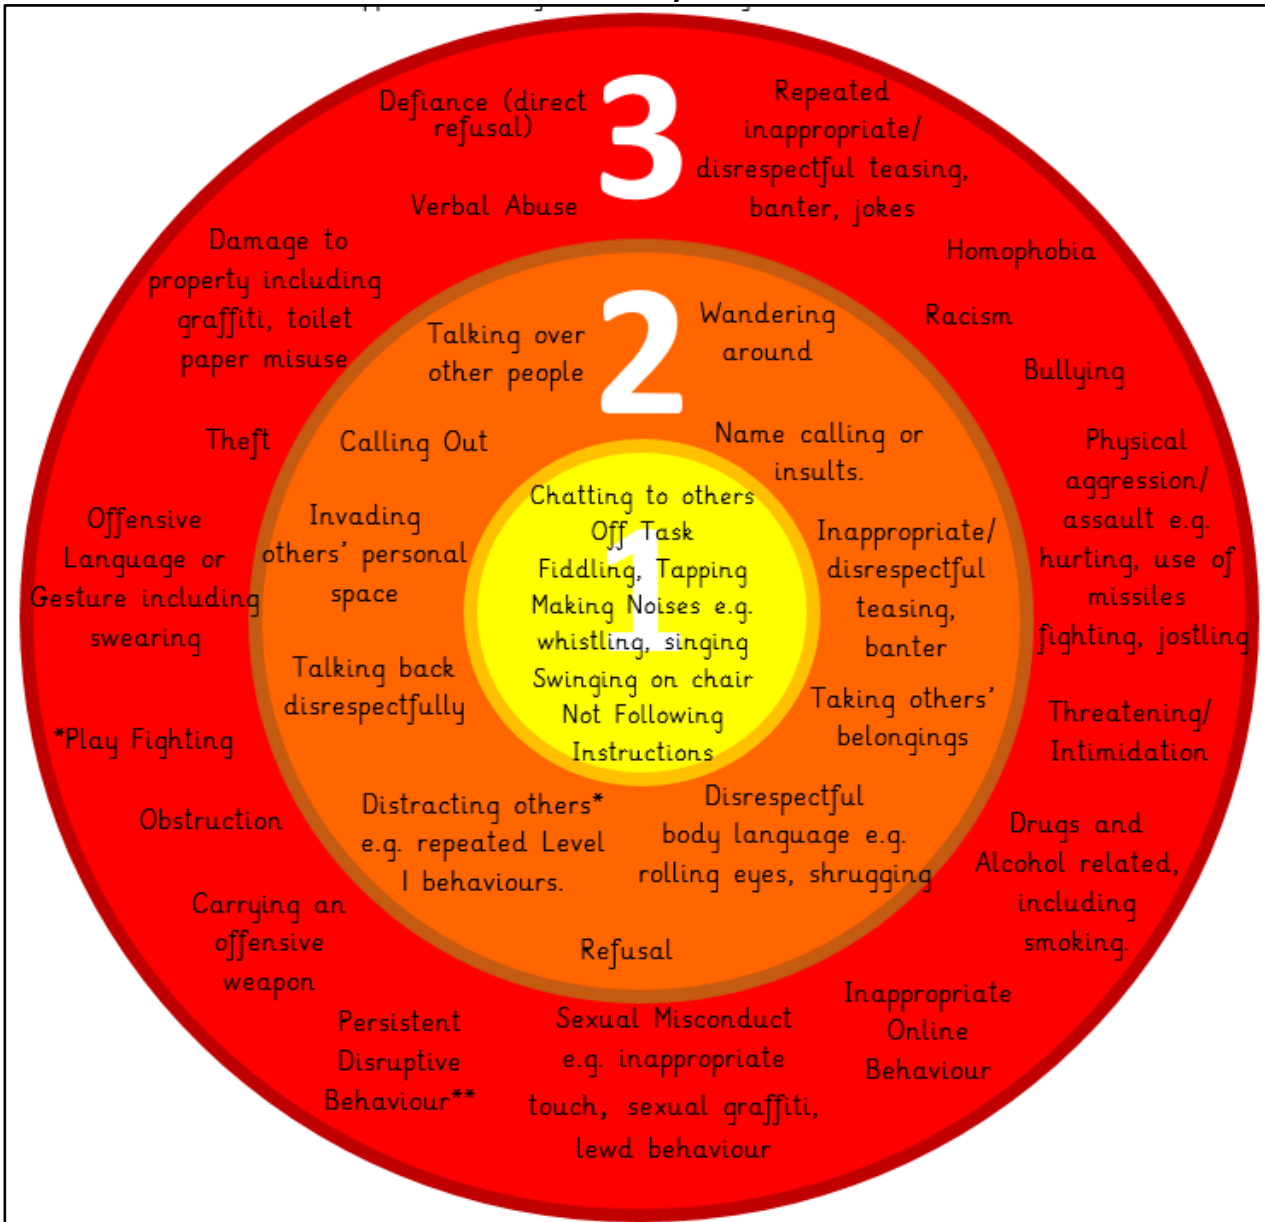 3
Defiance (direct
refusal)
Verbal Abuse
Repeated
inappropriate/
disrespectful teasing,
banter, jokes
Homophobia
Racism
Bullying
Physical
aggression/
assault e.g.
hurting, use of
missiles
fighting, jostling
Threatening/
Intimidation
Drugs and
Alcohol related,
including
smoking.
Inappropriate
Online
Behaviour
Sexual Misconduct
e.g. inappropriate
touch, sexual graffiti,
lewd behaviour
Persistent
Disruptive
Behaviour**
Carrying an
offensive
weapon
Obstruction
*Play Fighting
Offensive
Language or
Gesture including
swearing
Theft
Damage to
property including
graffiti, toilet
paper misuse
2
Talking over
other people
Wandering
around
Calling Out
Name calling or
insults.
Invading
others' personal
space
Inappropriate/
disrespectful
teasing,
banter
Talking back
disrespectfully
Taking others'
belongings
Distracting others*
e.g. repeated Level
1 behaviours.
Disrespectful
body language e.g.
rolling eyes, shrugging
Refusal
1
Chatting to others
Off Task
Fiddling, Tapping
Making Noises e.g.
whistling, singing
Swinging on chair
Not Following
Instructions